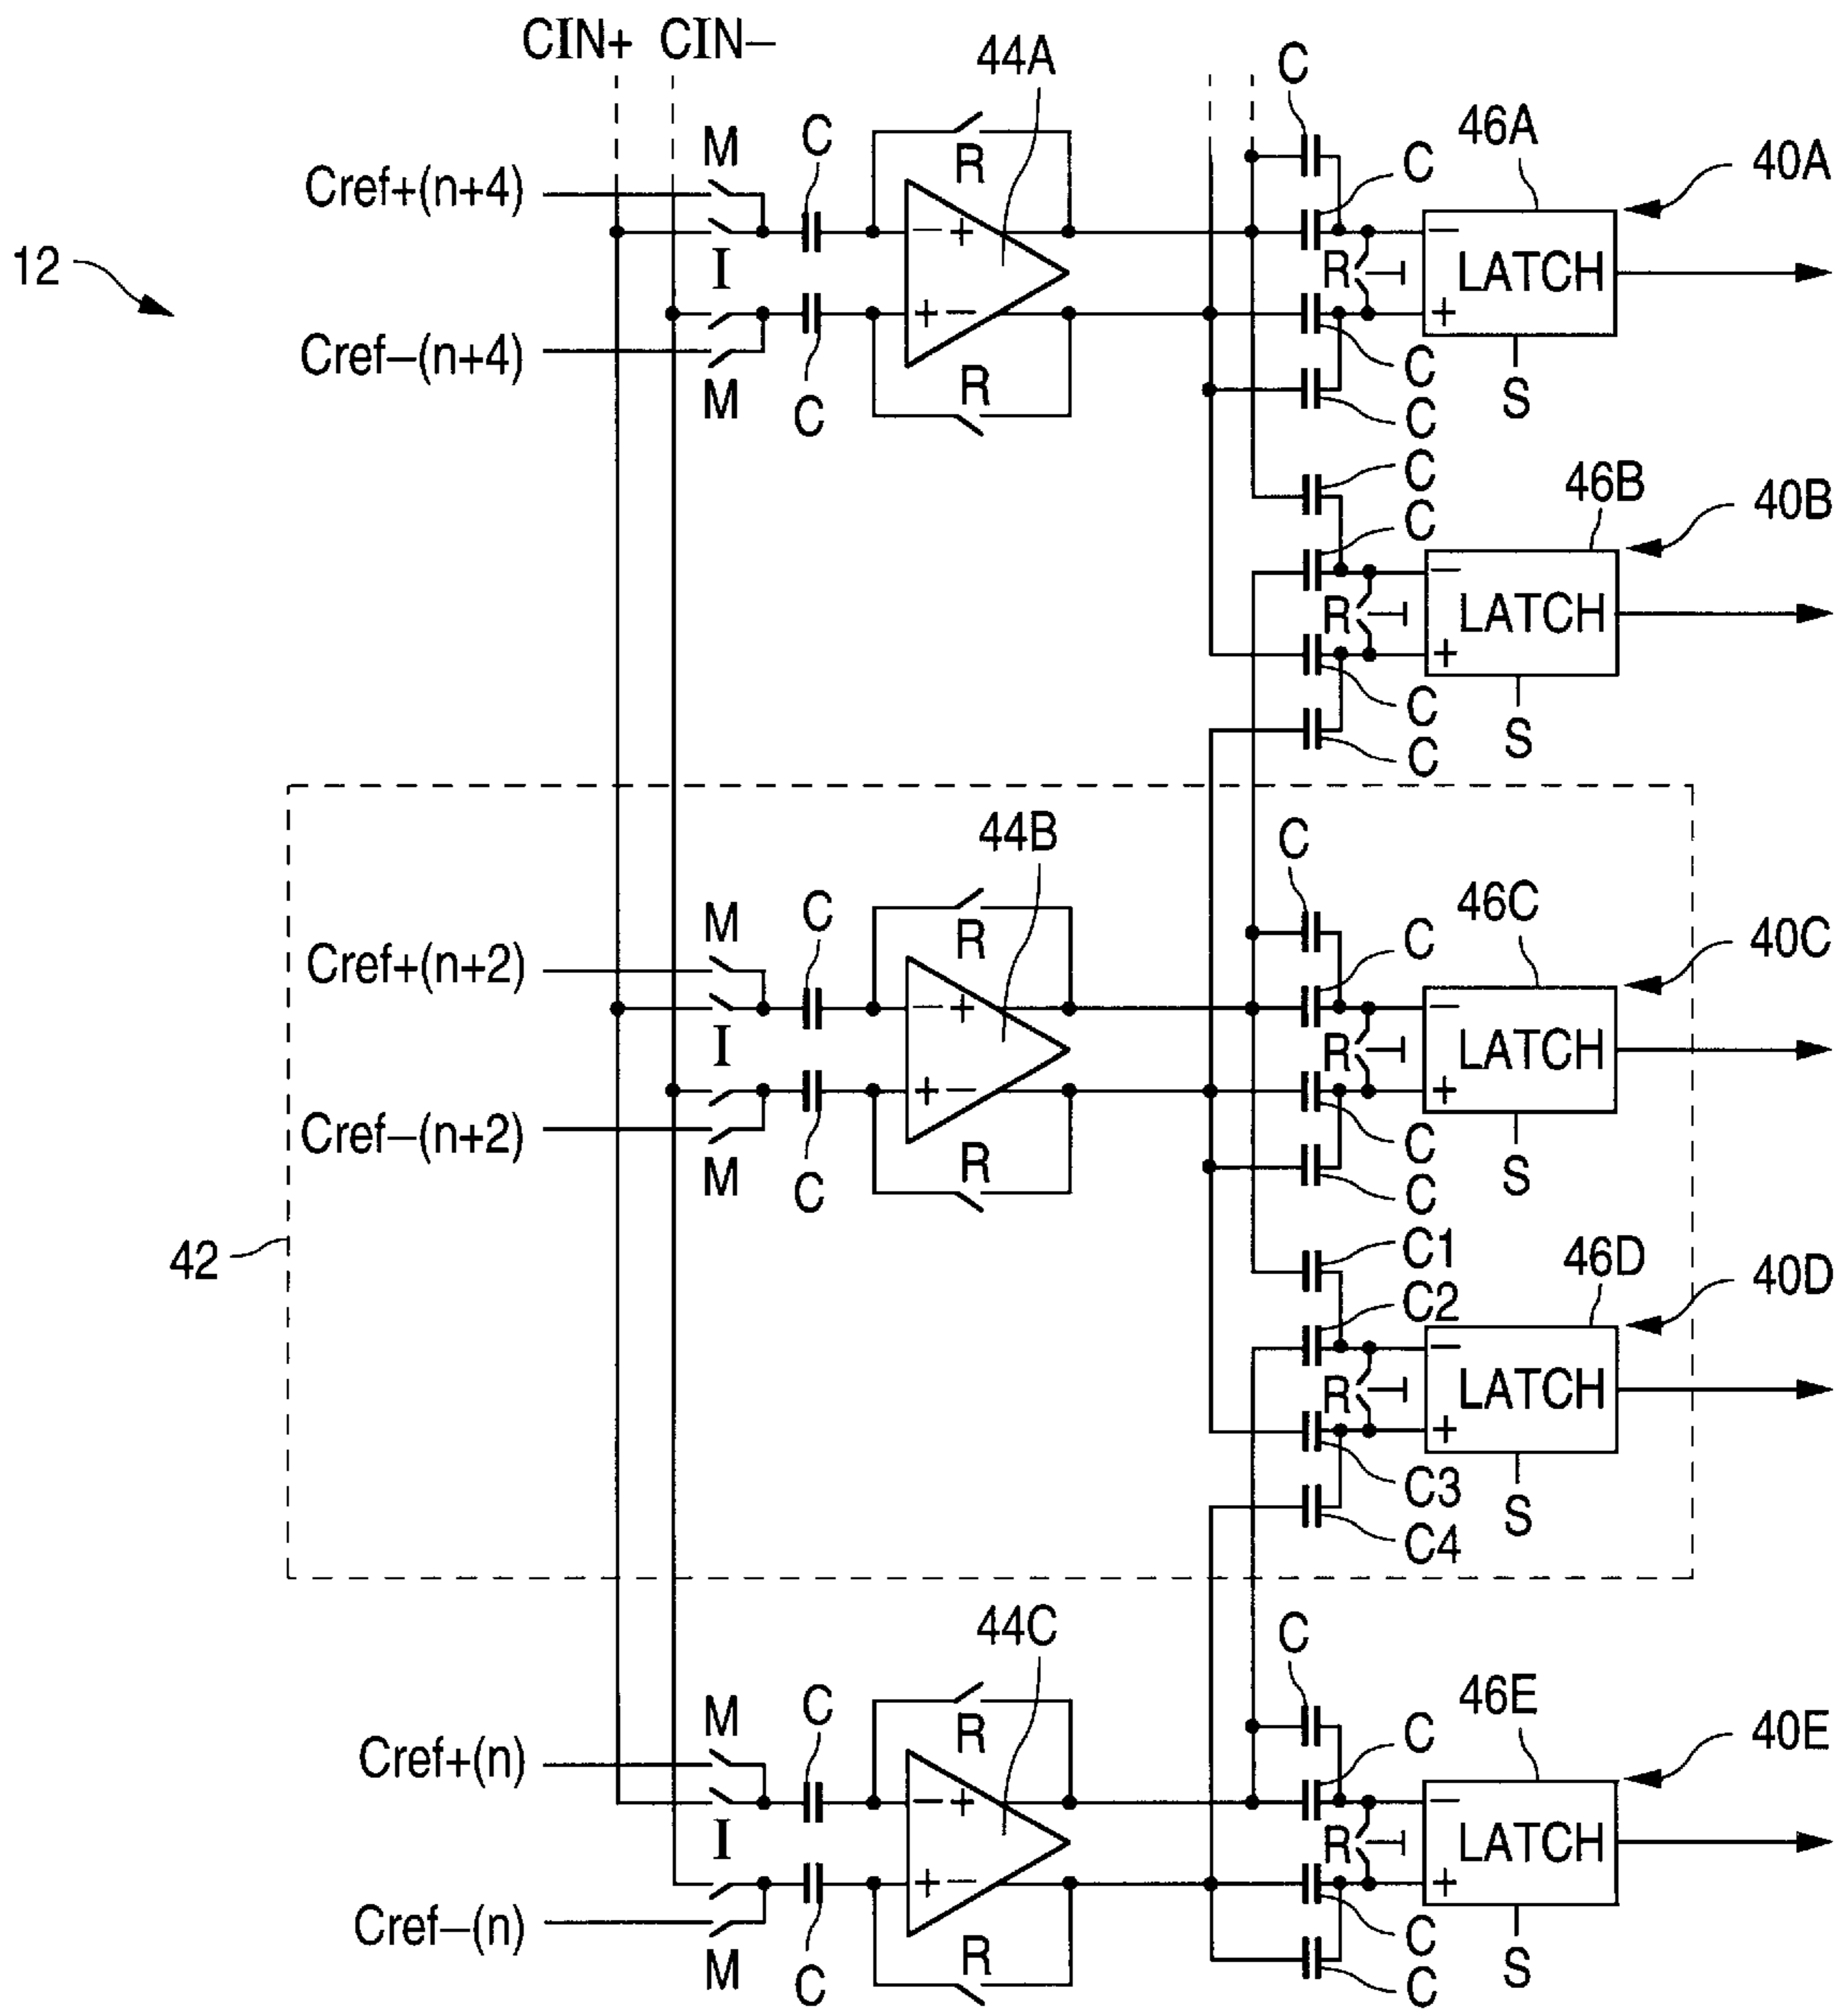 CIN+ CIN−
44A
C
46A
40A
M
C
R
C
Cref+(n+4)
− +
−
12
I
R
LATCH
+ −
+
Cref−(n+4)
C
M
C
R
C
S
C
46B
40B
C
−
R
LATCH
+
C
S
C
44B
C
46C
40C
M
C
R
C
Cref+(n+2)
− +
−
I
R
LATCH
+ −
+
Cref−(n+2)
C
M
C
R
C
S
42
C1
46D
40D
C2
−
R
LATCH
+
C3
S
C4
44C
C
46E
40E
M
C
R
C
Cref+(n)
− +
−
I
R
LATCH
+ −
+
Cref−(n)
C
M
C
R
C
S